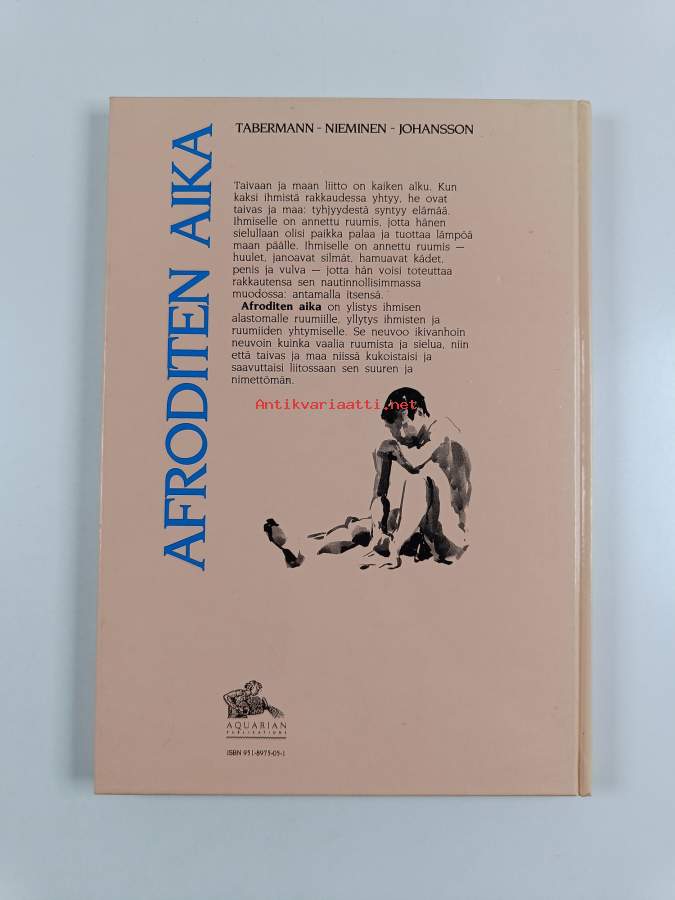 AFRODITEN AIKA
TABERMANN - NIEMINEN - JOHANSSON
Taivaan ja maan liitto on kaiken alku. Kun
kaksi ihmistä rakkaudessa yhtyy, he ovat
taivas ja maa: tyhjyydestä syntyy elämää.
Ihmiselle on annettu ruumis, jotta hänen
sielullaan olisi paikka palaa ja tuottaa lämpöä
maan päälle. Ihmiselle on annettu ruumis —
huulet, janoavat silmät, hamuavat kädet,
penis ja vulva — jotta hän voisi toteuttaa
rakkautensa sen nautinnollisimmassa
muodossa: antamalla itsensä.
Afroditen aika on ylistys ihmisen
alastomalle ruumiille, yllytys ihmisten ja
ruumiiden yhtymiselle. Se neuvoo ikivanhoin
neuvoin kuinka vaalia ruumista ja sielua, niin
että taivas ja maa niissä kukoistaisi ja
saavuttaisi liitossaan sen suuren ja
nimettömän.
Antikvariaatti.net
AQUARIAN
PUBLICATIONS
ISBN 951-8975-05-1